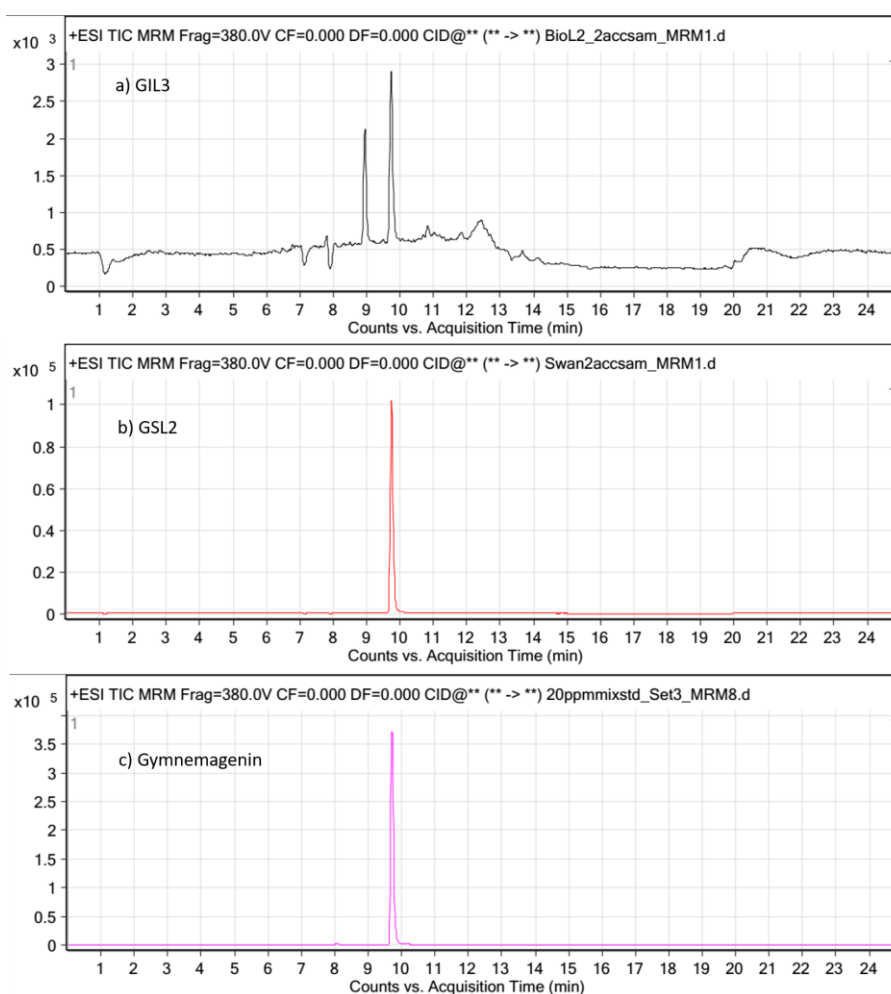 +ESI TIC MRM Frag=380.0V CF=0.000 DF=0.000 CID@** (** -> **) BioL2_2accsam_MRM1.d
x10 3
1 1
a) GIL3
3
2.5
2
1.5
1
0.5
0
1 2 3 4 5 6 7 8 9 10 11 12 13 14 15 16 17 18 19 20 21 22 23 24
Counts vs. Acquisition Time (min)
+ESI TIC MRM Frag=380.0V CF=0.000 DF=0.000 CID@** (** -> **) Swan2accsam_MRM1.d
x10 5
1 1
b) GSL2
1
0.8
0.6
0.4
0.2
0
1 2 3 4 5 6 7 8 9 10 11 12 13 14 15 16 17 18 19 20 21 22 23 24
Counts vs. Acquisition Time (min)
+ESI TIC MRM Frag=380.0V CF=0.000 DF=0.000 CID@** (** -> **) 20ppmmixstd_Set3_MRM8.d
x10 5
1
c) Gymnemagenin
3.5
3
2.5
2
1.5
1
0.5
0
1 2 3 4 5 6 7 8 9 10 11 12 13 14 15 16 17 18 19 20 21 22 23 24
Counts vs. Acquisition Time (min)